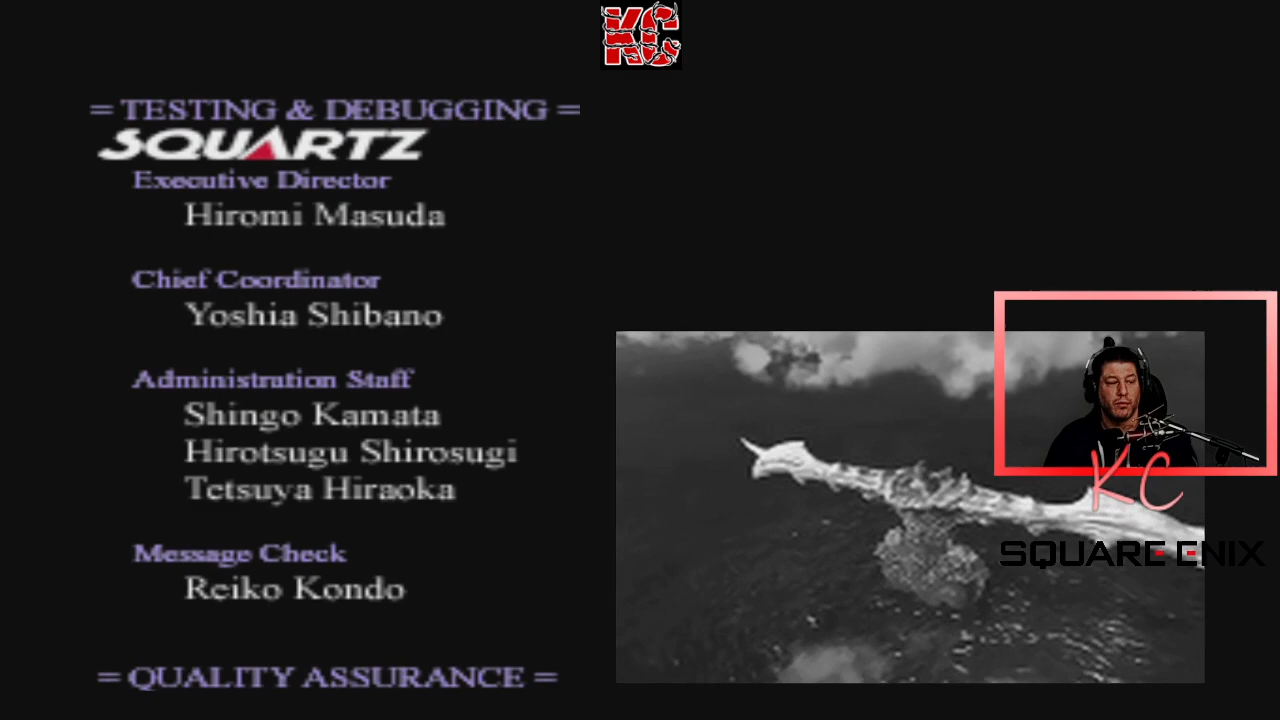 KC
= TESTING & DEBUGGING =
SQUARTZ
Executive Director
Hiromi Masuda
Chief Coordinator
Yoshia Shibano
Administration Staff
Shingo Kamata
Hirotsugu Shirosugi
Tetsuya Hiraoka
Message Check
Reiko Kondo
= QUALITY ASSURANCE =
KC
SQUARE ENIX